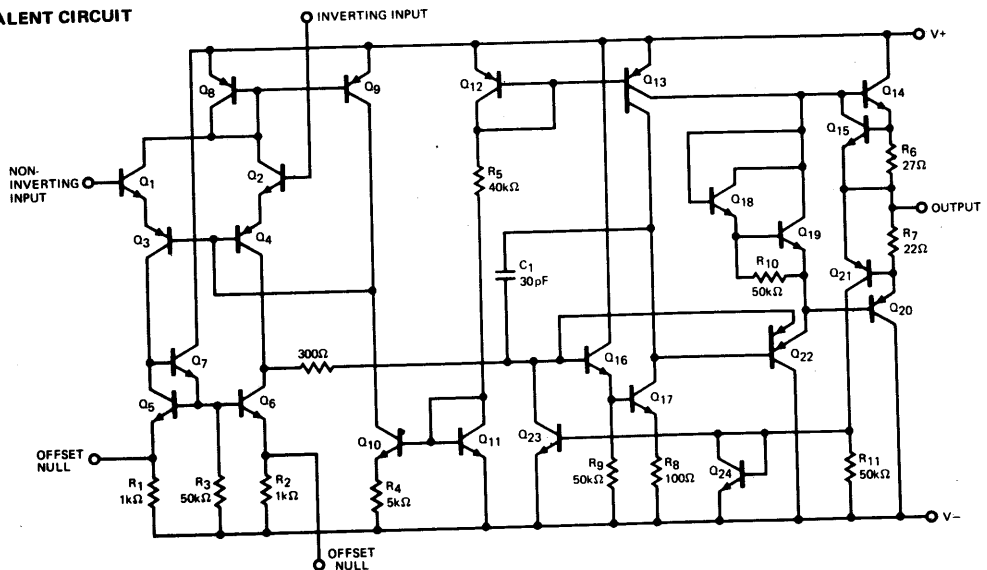 ALENT CIRCUIT
INVERTING INPUT
V+
Q8
Q9
Q12
Q13
Q14
Q15
R6
27Ω
NON-
INVERTING
INPUT
Q1
Q2
R5
40kΩ
Q18
OUTPUT
Q3
Q4
Q19
R7
22Ω
C1
30pF
R10
50kΩ
Q21
Q20
300Ω
Q7
Q16
Q22
Q5
Q6
Q17
Q10
Q11
Q23
OFFSET
NULL
R1
1kΩ
R3
50kΩ
R2
1kΩ
R4
5kΩ
R9
50kΩ
R8
100Ω
Q24
R11
50kΩ
V−
OFFSET
NULL